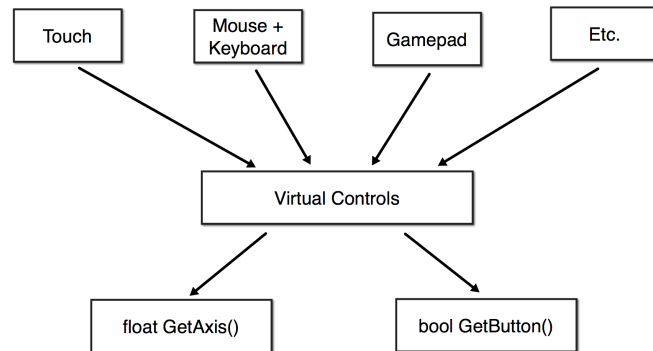 Touch
Mouse +
Keyboard
Gamepad
Etc.
Virtual Controls
float GetAxis()
bool GetButton()